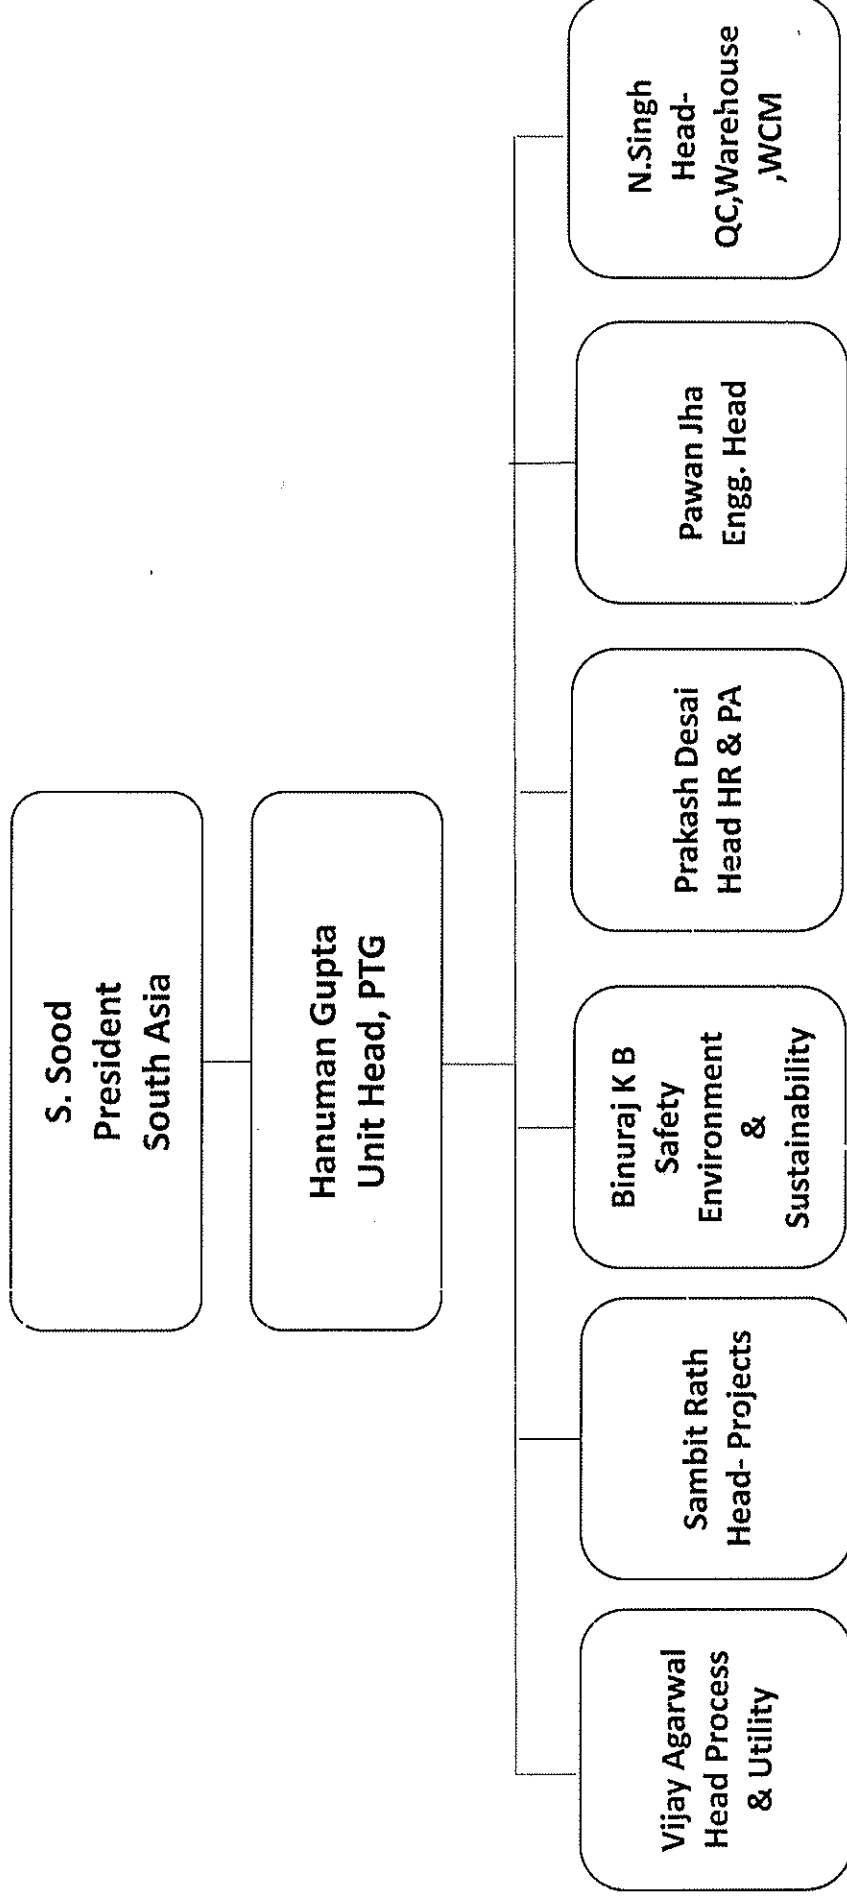 S. Sood
President
South Asia
Hanuman Gupta
Unit Head, PTG
Vijay Agarwal
Head Process
& Utility
Sambit Rath
Head- Projects
Binuraj K B
Safety
Environment
&
Sustainability
Prakash Desai
Head HR & PA
Pawan Jha
Engg. Head
N.Singh
Head-
QC,Warehouse
,WCM